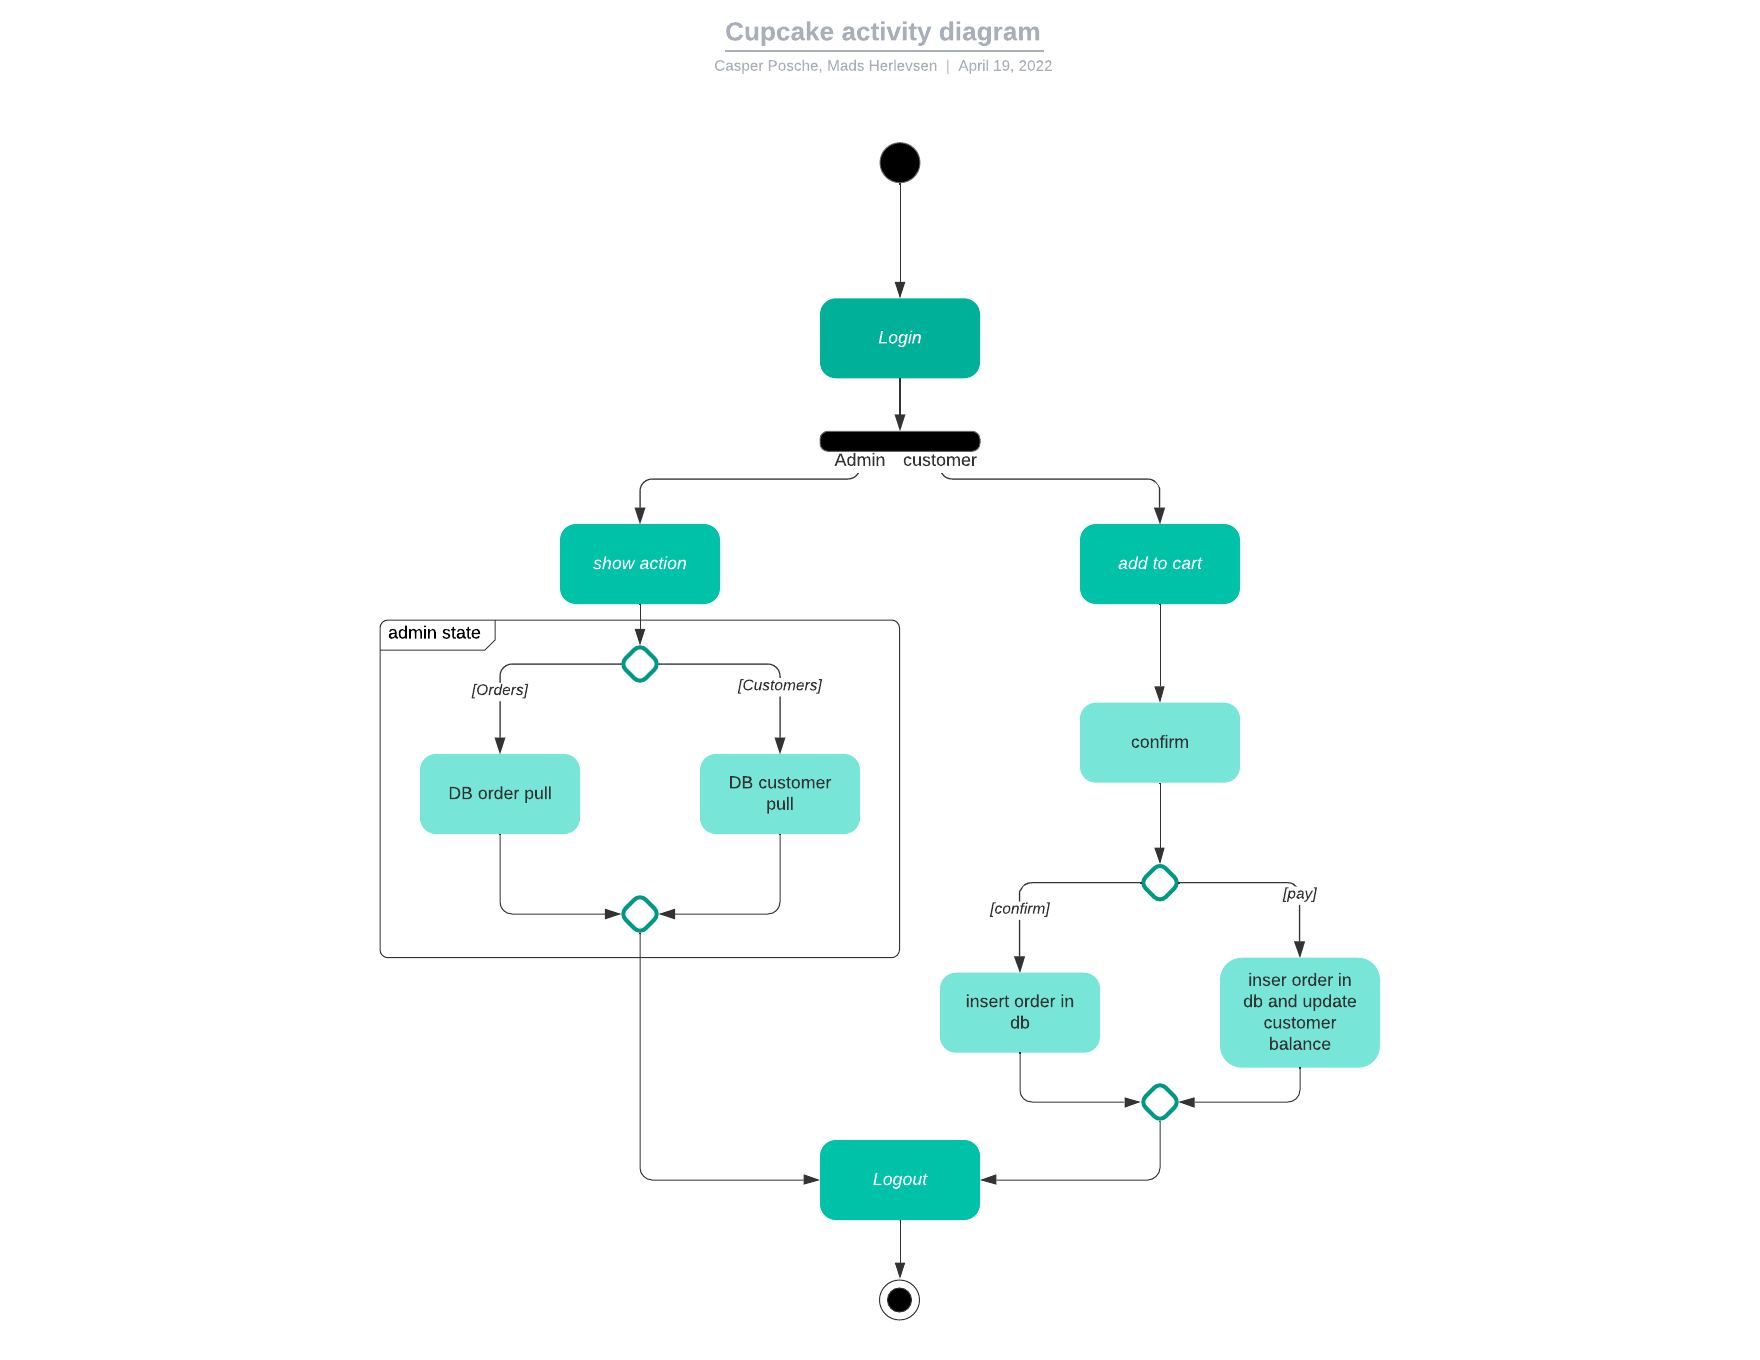 Cupcake activity diagram
Casper Posche, Mads Herlevsen | April 19, 2022
Login
Admin customer
show action
add to cart
admin state
[Orders]
[Customers]
DB order pull
DB customer
pull
confirm
[confirm]
[pay]
insert order in
db
inser order in
db and update
customer
balance
Logout